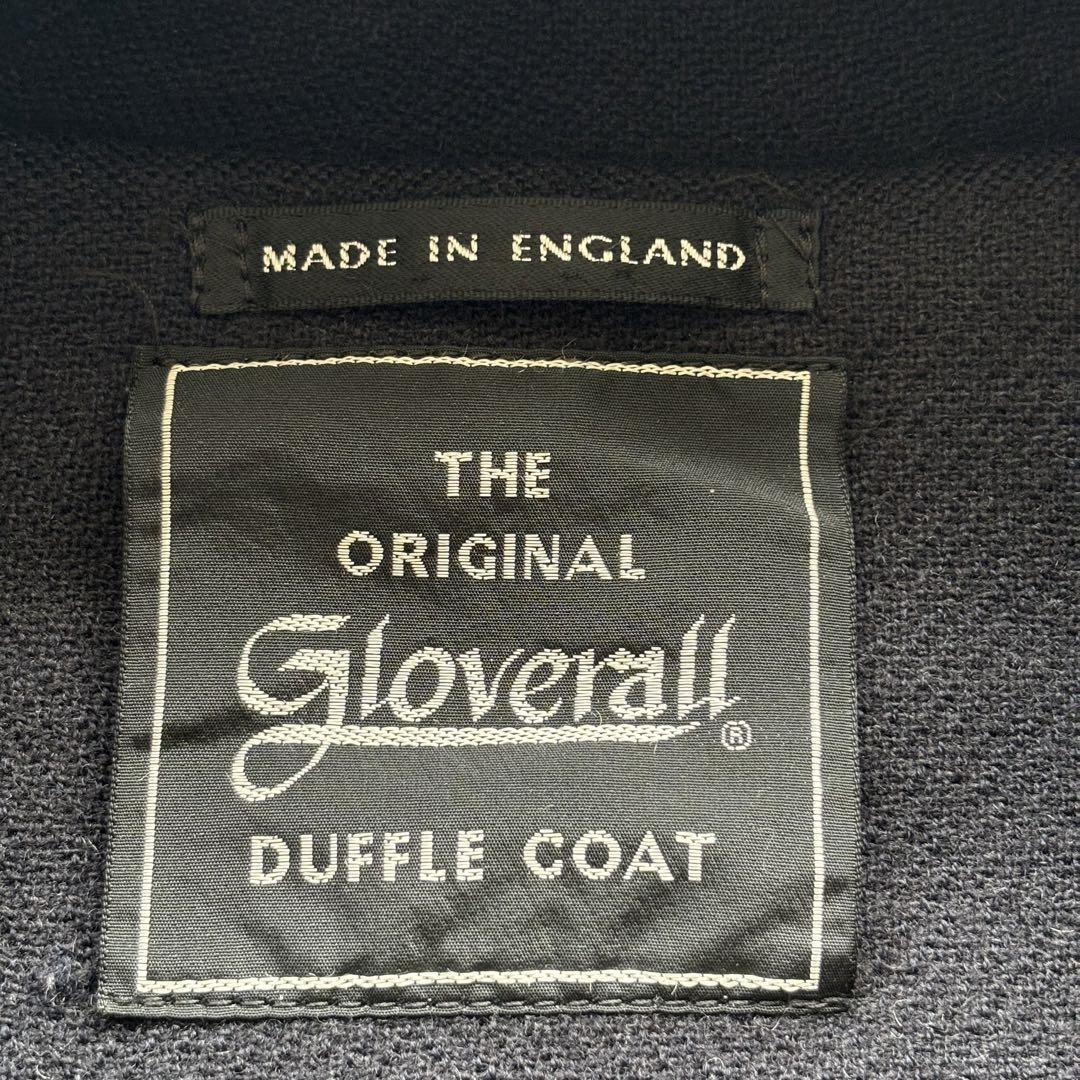 MADE IN ENGLAND
THE
ORIGINAL
Gloverall®
DUFFLE COAT